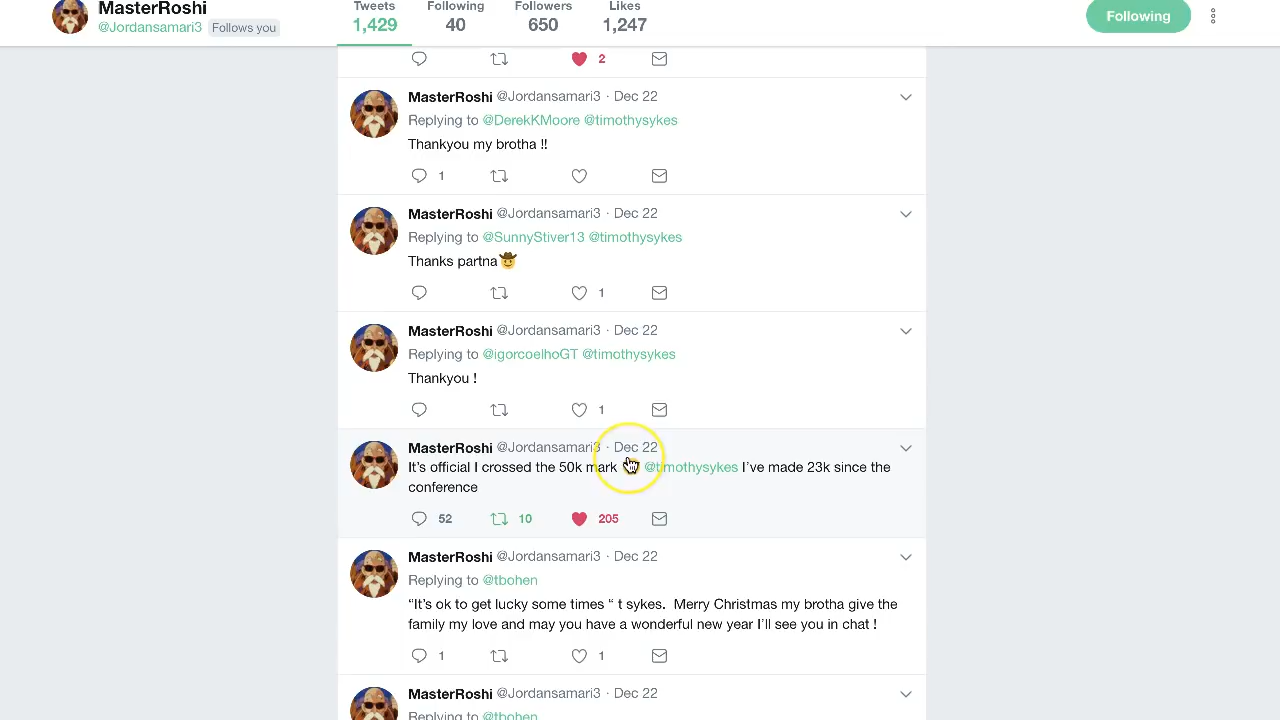 MasterRoshi
@Jordansamari3 Follows you
Tweets Following Followers Likes
1,429 40 650 1,247
Following
2
MasterRoshi @Jordansamari3 · Dec 22
Replying to @DerekKMoore @timothysykes
Thankyou my brotha !!
1
MasterRoshi @Jordansamari3 · Dec 22
Replying to @SunnyStiver13 @timothysykes
Thanks partna🤠
1
MasterRoshi @Jordansamari3 · Dec 22
Replying to @igorcoelhoGT @timothysykes
Thankyou !
1
MasterRoshi @Jordansamari3 · Dec 22
It's official I crossed the 50k mark @timothysykes I've made 23k since the
conference
52 10 205
MasterRoshi @Jordansamari3 · Dec 22
Replying to @tbohen
“It's ok to get lucky some times “ t sykes. Merry Christmas my brotha give the
family my love and may you have a wonderful new year I'll see you in chat !
1 1
MasterRoshi @Jordansamari3 · Dec 22
Replying to @tbohen